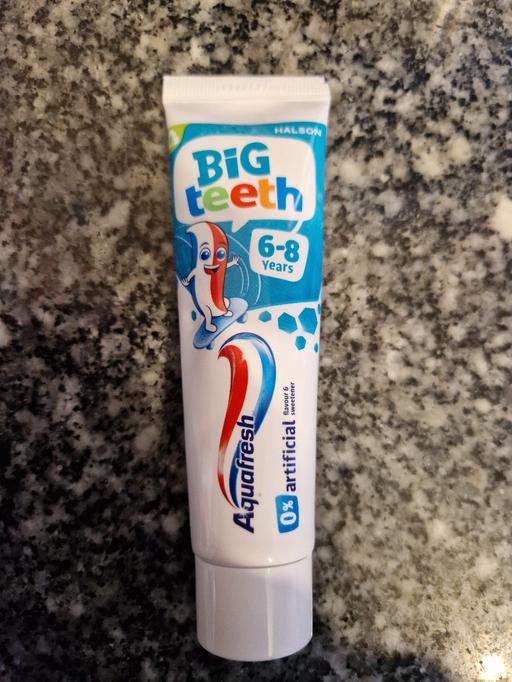 HALEON
BiG
teeth
6-8
Years
Aquafresh
0% artificial
flavour &
sweetener